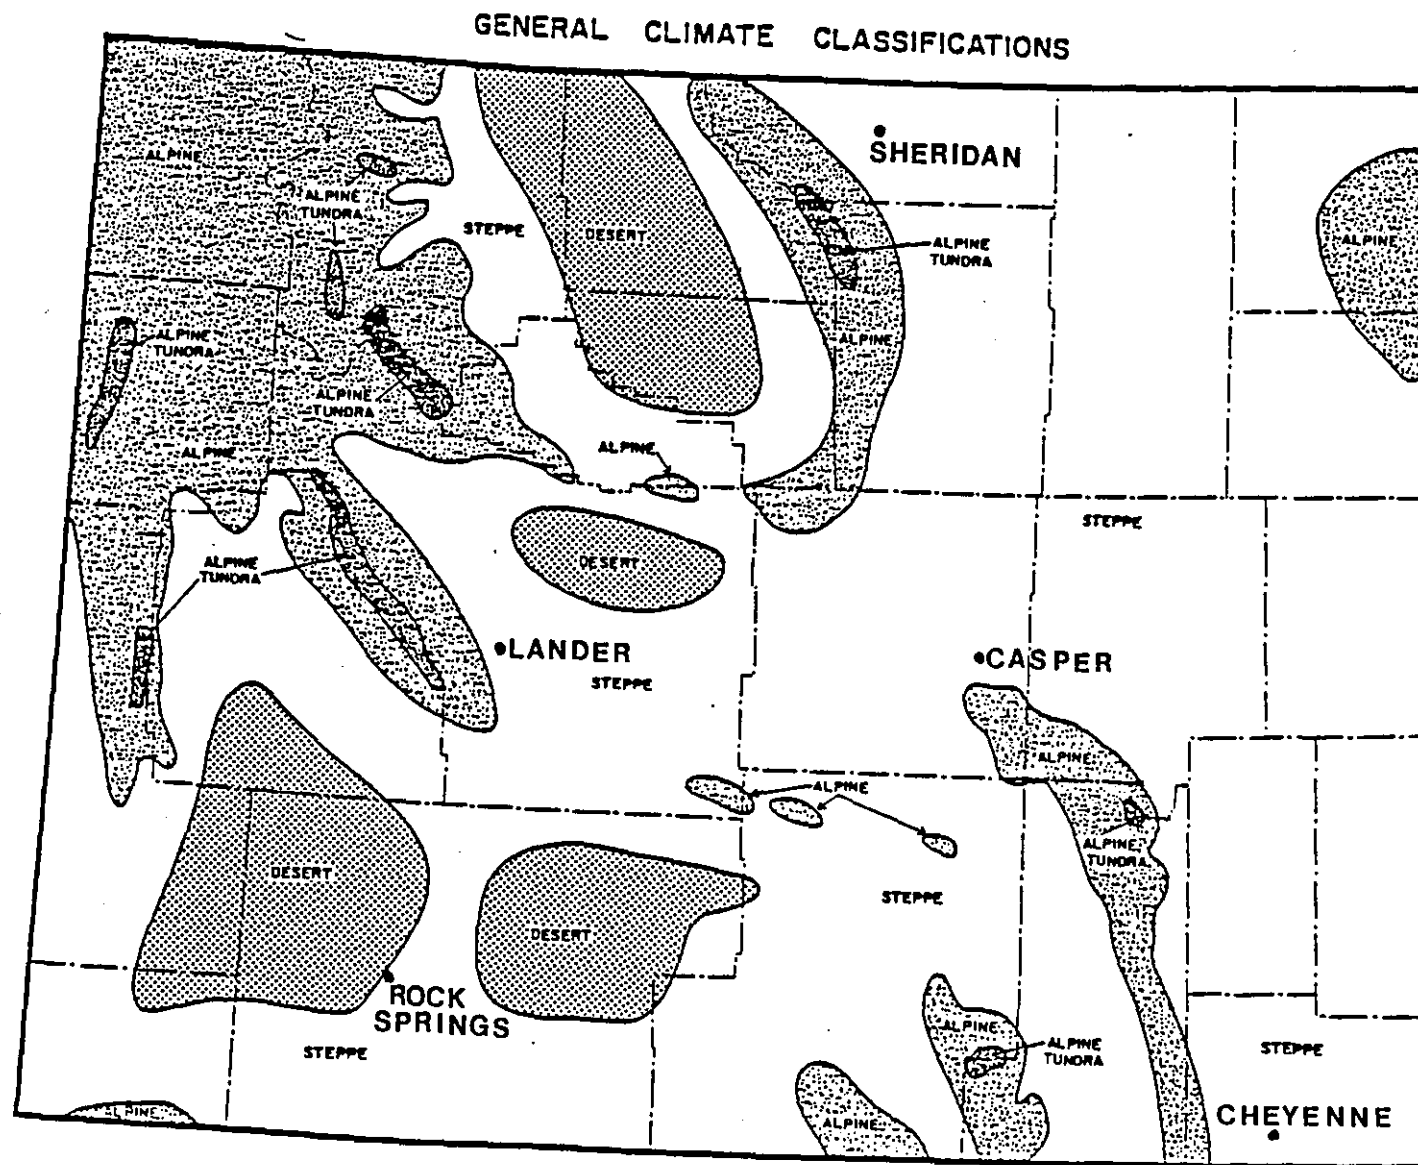 GENERAL CLIMATE CLASSIFICATIONS
SHERIDAN
ALPINE
ALPINE
TUNDRA
STEPPE
DESERT
ALPINE
TUNDRA
ALPINE
ALPINE
TUNDRA
ALPINE
ALPINE
TUNDRA
ALPINE
ALPINE
STEPPE
ALPINE
TUNDRA
DESERT
LANDER
STEPPE
CASPER
ALPINE
ALPINE
ALPINE
TUNDRA
DESERT
STEPPE
DESERT
ROCK
SPRINGS
STEPPE
ALPINE
ALPINE
TUNDRA
STEPPE
ALPINE
ALPINE
CHEYENNE